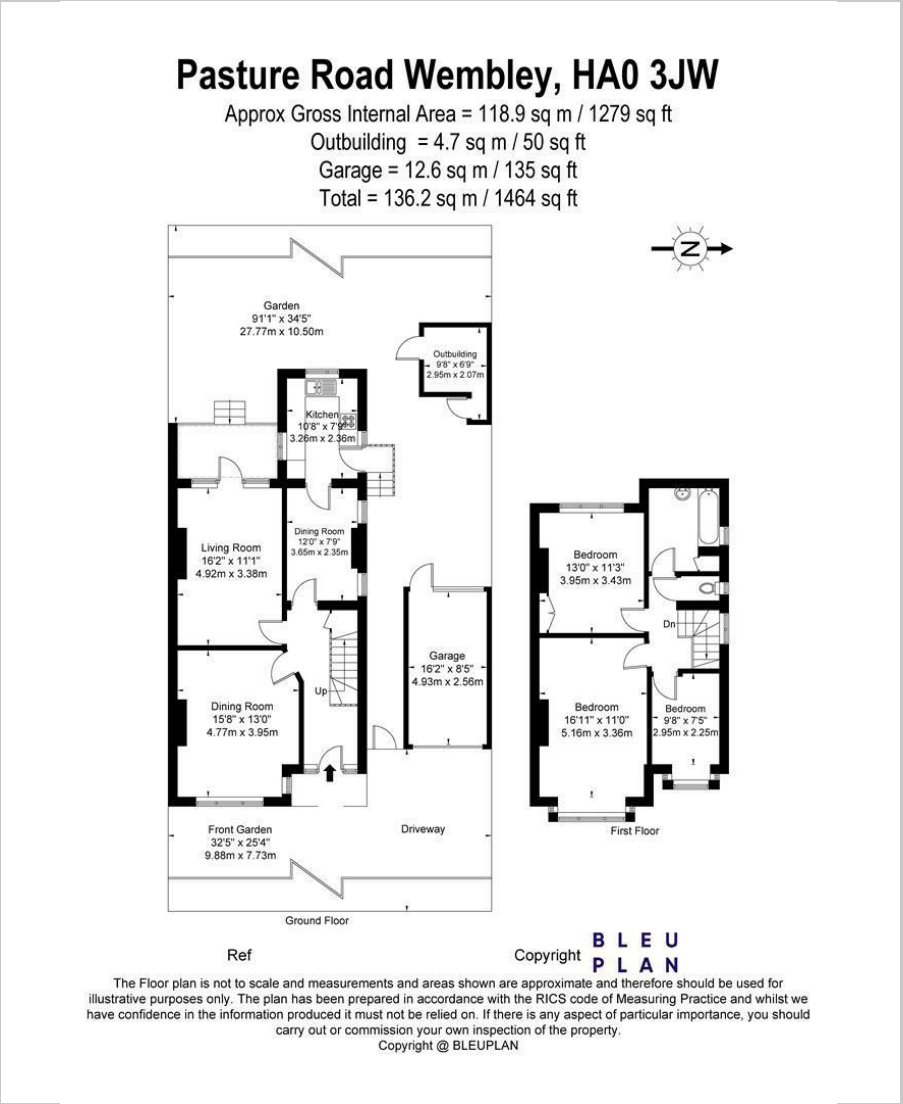 Pasture Road Wembley, HA0 3JW
Approx Gross Internal Area = 118.9 sq m / 1279 sq ft
Outbuilding = 4.7 sq m / 50 sq ft
Garage = 12.6 sq m / 135 sq ft
Total = 136.2 sq m / 1464 sq ft
N
Garden
91'1" x 34'5"
27.77m x 10.50m
Outbuilding
9'8" x 6'9"
2.95m x 2.07m
Kitchen
10'8" x 7'9"
3.26m x 2.36m
Living Room
16'2" x 11'1"
4.92m x 3.38m
Dining Room
12'0" x 7'9"
3.65m x 2.35m
Garage
16'2" x 8'5"
4.93m x 2.56m
Up
Dining Room
15'8" x 13'0"
4.77m x 3.95m
Front Garden
32'5" x 25'4"
9.88m x 7.73m
Driveway
Ground Floor
Bedroom
13'0" x 11'3"
3.95m x 3.43m
Dn
Bedroom
16'11" x 11'0"
5.16m x 3.36m
Bedroom
9'8" x 7'5"
2.95m x 2.25m
First Floor
Ref
Copyright
BLEU
PLAN
The Floor plan is not to scale and measurements and areas shown are approximate and therefore should be used for
illustrative purposes only. The plan has been prepared in accordance with the RICS code of Measuring Practice and whilst we
have confidence in the information produced it must not be relied on. If there is any aspect of particular importance, you should
carry out or commission your own inspection of the property.
Copyright @ BLEUPLAN